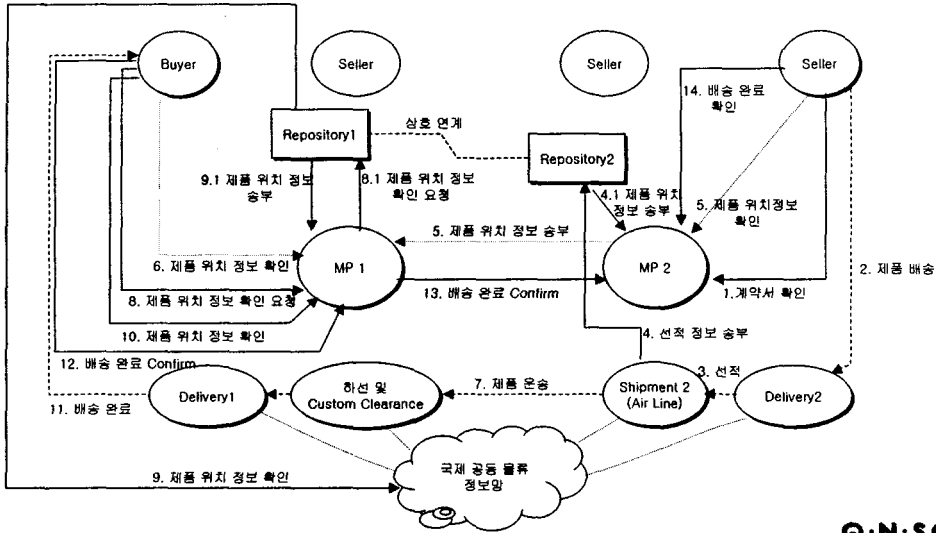 Buyer
Seller
Seller
Seller
14. 배송 완료
확인
상호 연계
Repository1
Repository2
9.1 제품 위치 정보
송부
8.1 제품 위치 정보
확인 요청
4.1 제품 위치
정보 송부
5. 제품 위치정보
확인
5. 제품 위치 정보 송부
6. 제품 위치 정보 확인
MP 1
MP 2
2. 제품 배송
8. 제품 위치 정보 확인 요청
13. 배송 완료 Confirm
1.계약서 확인
10. 제품 위치 정보 확인
4. 선적 정보 송부
12. 배송 완료 Confirm
11. 배송 완료
Delivery1
하선 및
Custom Clearance
7. 제품 운송
Shipment 2
(Air Line)
3. 선적
Delivery2
9. 제품 위치 정보 확인
국제 공동 물류
정보망